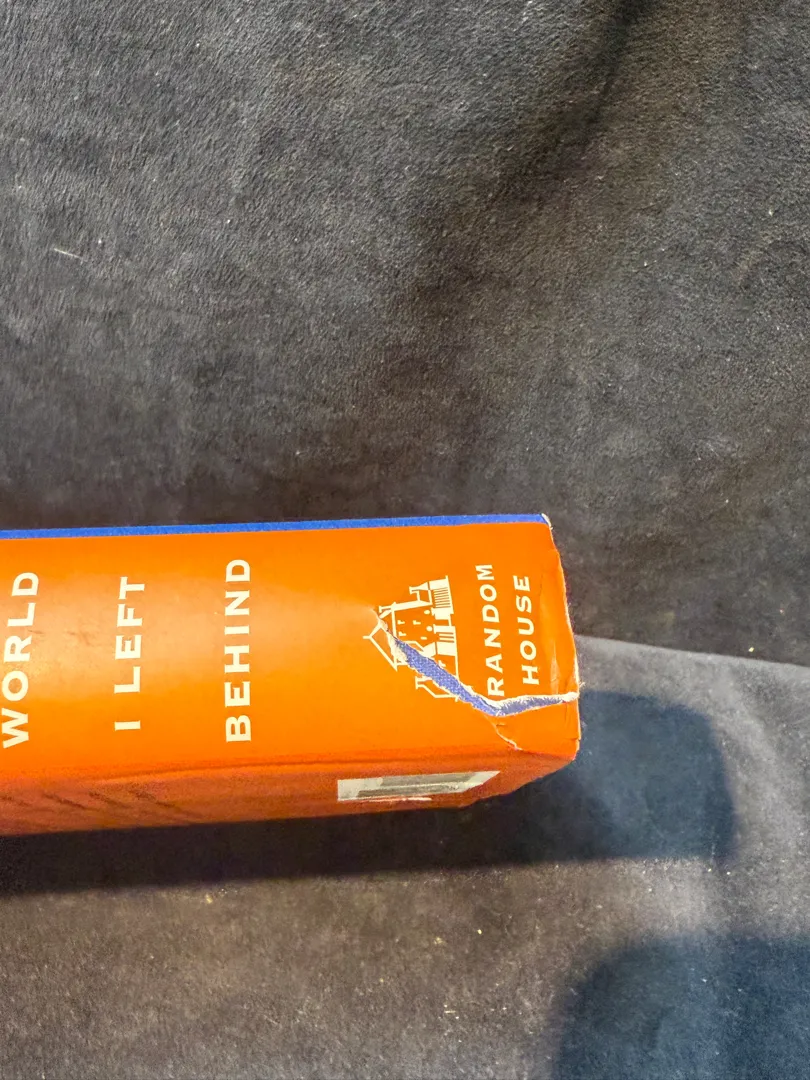 WORLD
I LEFT
BEHIND
RANDOM
HOUSE